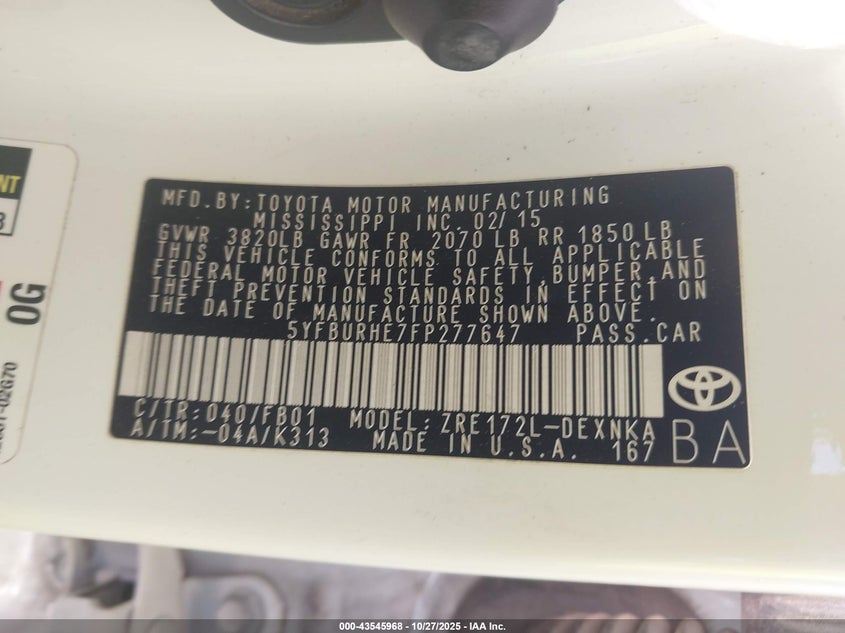 NT
3
0G
02G70
MFD.BY:TOYOTA MOTOR MANUFACTURING
MISSISSIPPI INC. 02/15
GVWR 3820LB GAWR FR 2070 LB RR 1850 LB
THIS VEHICLE CONFORMS TO ALL APPLICABLE
FEDERAL MOTOR VEHICLE SAFETY,BUMPER,AND
THEFT PREVENTION STANDARDS IN EFFECT ON
THE DATE OF MANUFACTURE SHOWN ABOVE.
5YFBURHE7FP277647 PASS.CAR
C/TR:040/FB01 MODEL:ZRE172L-DEXNKA
A/TM:-04A/K313 MADE IN U.S.A. 167 BA
000-43545968 | 10/27/2025 | IAA Inc.